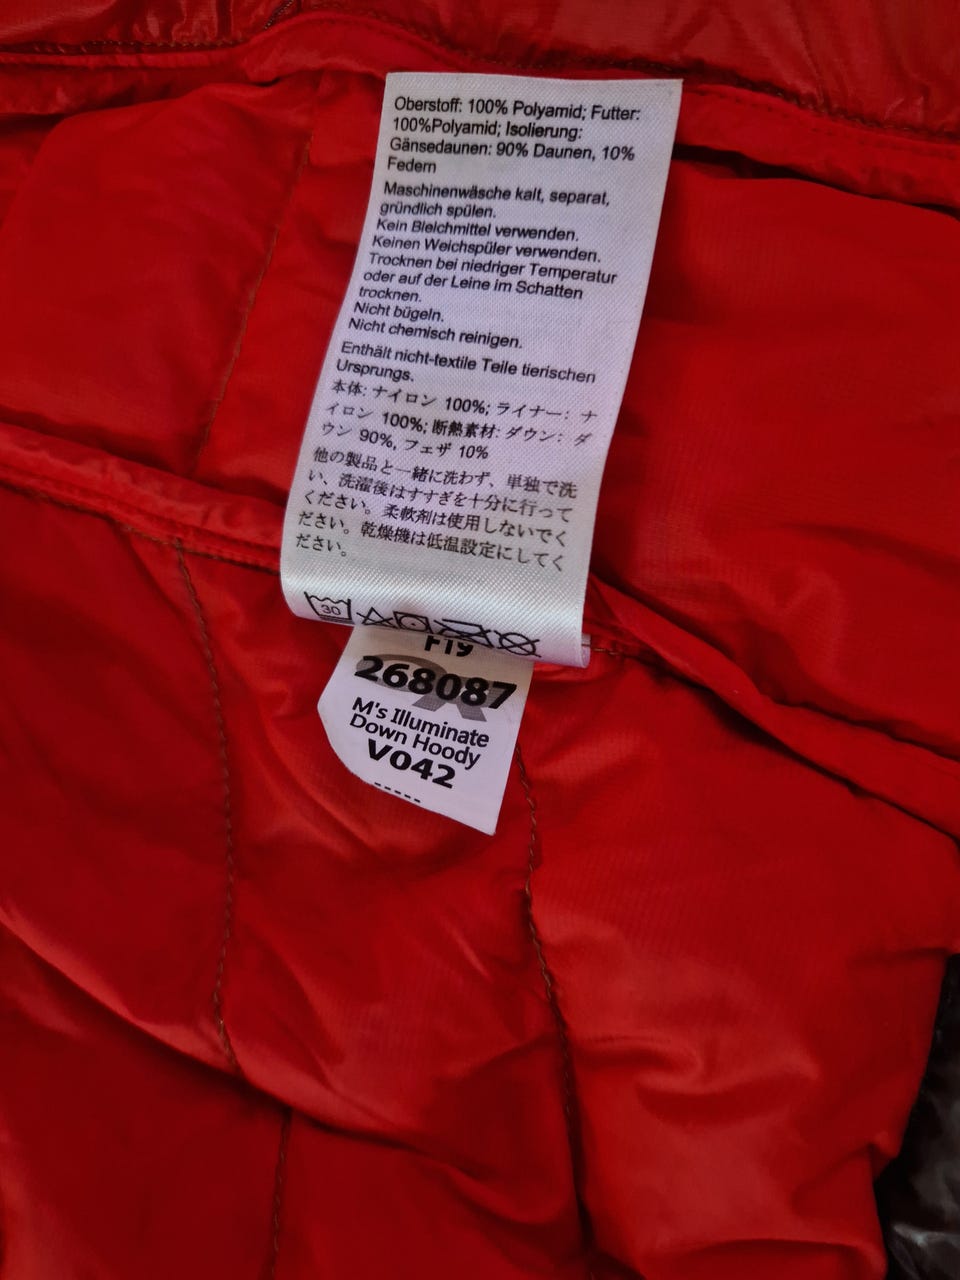 Oberstoff: 100% Polyamid; Futter:
100%Polyamid; Isolierung:
Gänsedaunen: 90% Daunen, 10%
Federn
Maschinenwäsche kalt, separat,
gründlich spülen.
Kein Bleichmittel verwenden.
Keinen Weichspüler verwenden.
Trocknen bei niedriger Temperatur
oder auf der Leine im Schatten
trocknen.
Nicht bügeln.
Nicht chemisch reinigen.
Enthält nicht-textile Teile tierischen
Ursprungs.
本体: ナイロン 100%; ライナー: ナ
イロン 100%; 断熱素材: ダウン: ダ
ウン 90%, フェザ 10%
他の製品と一緒に洗わず、単独で洗
い、洗濯後はすすぎを十分に行って
ください。柔軟剤は使用しないでく
ださい。乾燥機は低温設定にしてく
ださい。
30
F19
268087
M's Illuminate
Down Hoody
V042